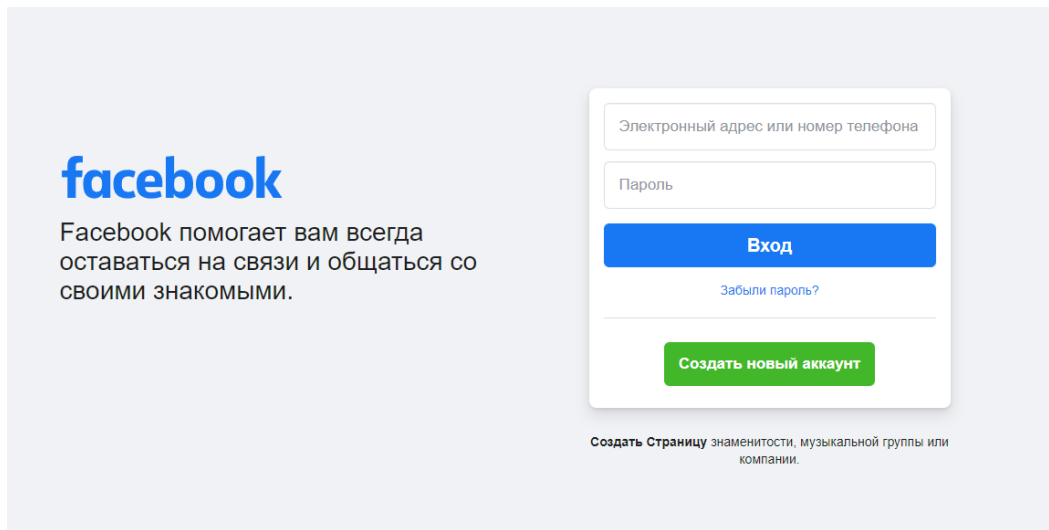 facebook
Facebook помогает вам всегда
оставаться на связи и общаться со
своими знакомыми.
Электронный адрес или номер телефона
Пароль
Вход
Забыли пароль?
Создать новый аккаунт
Создать Страницу знаменитости, музыкальной группы или
компании.